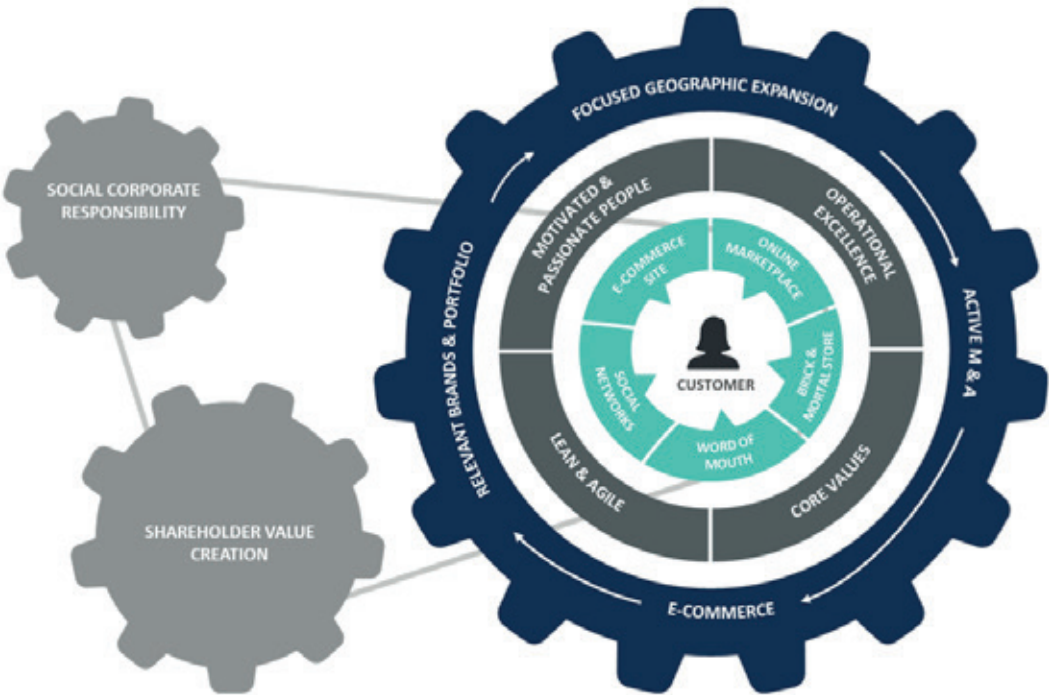 FOCUSED GEOGRAPHIC EXPANSION
SOCIAL CORPORATE
RESPONSIBILITY
MOTIVATED &
PASSIONATE PEOPLE
OPERATIONAL
EXCELLENCE
E-COMMERCE
SITE
ONLINE
MARKETPLACE
RELEVANT BRANDS & PORTFOLIO
ACTIVE M & A
CUSTOMER
BRICK &
MORTAL STORE
SOCIAL
NETWORKS
WORD OF
MOUTH
LEAN & AGILE
CORE VALUES
SHAREHOLDER VALUE
CREATION
E-COMMERCE